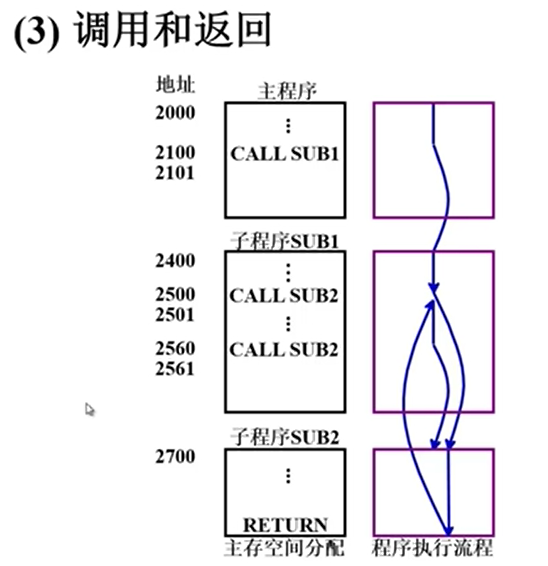 (3) 调用和返回
地址
主程序
2000
⋮
2100 CALL SUB1
2101
子程序SUB1
2400
⋮
2500 CALL SUB2
2501
⋮
2560 CALL SUB2
2561
子程序SUB2
2700
⋮
RETURN
主存空间分配 程序执行流程